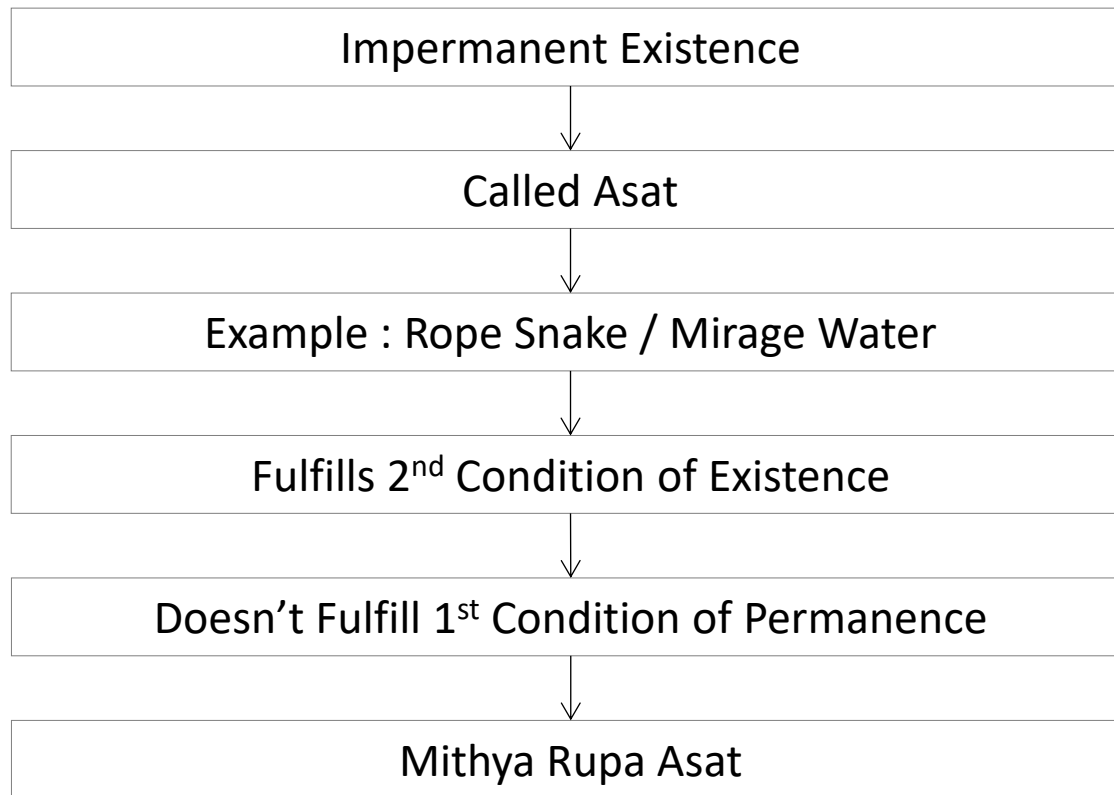 Impermanent Existence
Called Asat
Example : Rope Snake / Mirage Water
Fulfills 2nd Condition of Existence
Doesn’t Fulfill 1st Condition of Permanence
Mithya Rupa Asat